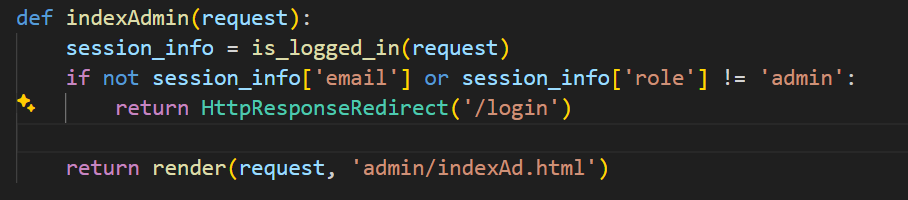 def indexAdmin(request):
    session_info = is_logged_in(request)
    if not session_info['email'] or session_info['role'] != 'admin':
        return HttpResponseRedirect('/login')
    return render(request, 'admin/indexAd.html')